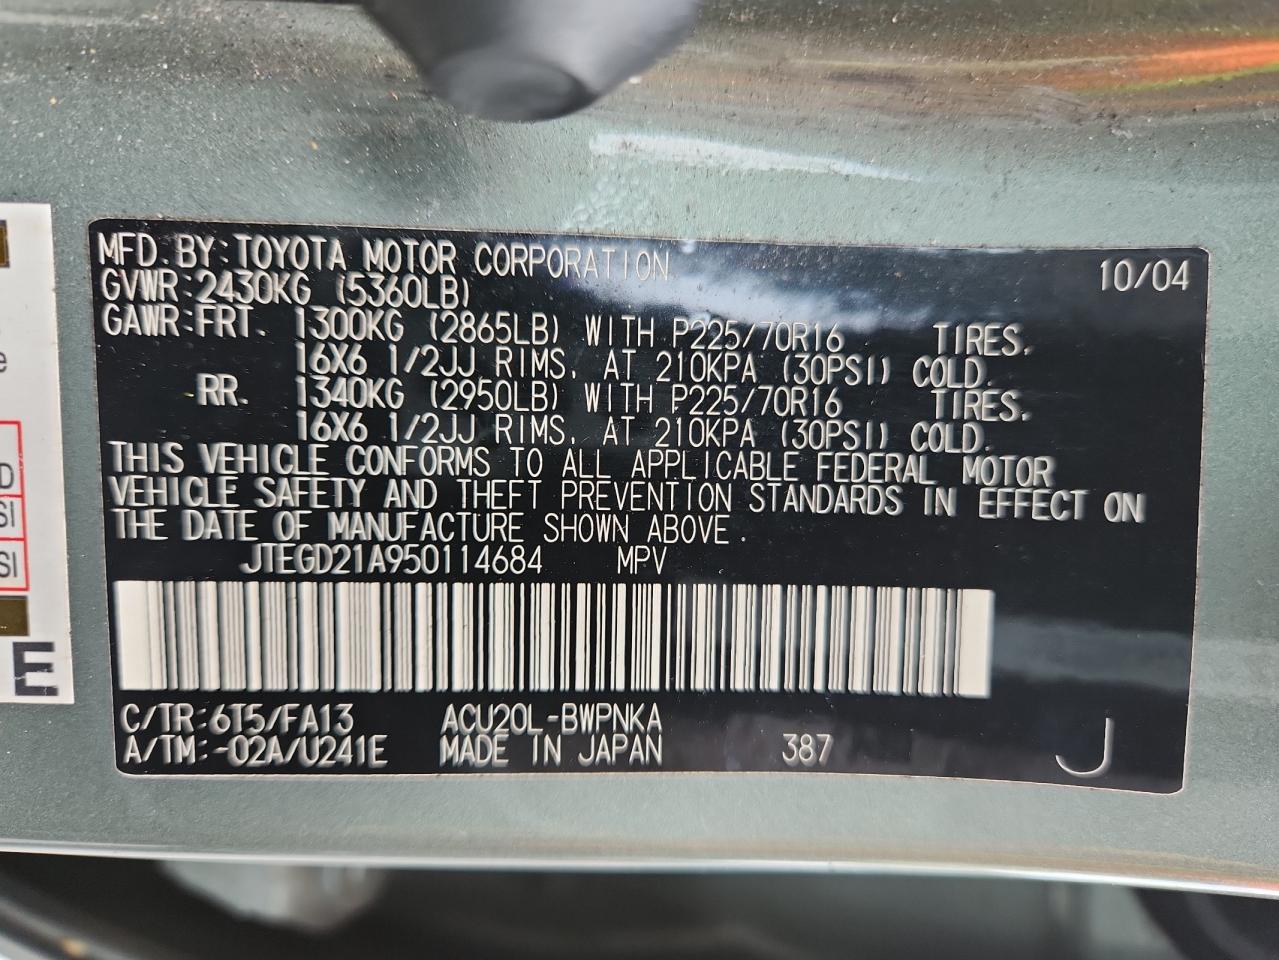 MFD. BY: TOYOTA MOTOR CORPORATION 10/04
GVWR: 2430KG (5360LB)
GAWR: FRT. 1300KG (2865LB) WITH P225/70R16 TIRES.
16X6 1/2JJ RIMS, AT 210KPA (30PSI) COLD.
RR. 1340KG (2950LB) WITH P225/70R16 TIRES.
16X6 1/2JJ RIMS, AT 210KPA (30PSI) COLD.
THIS VEHICLE CONFORMS TO ALL APPLICABLE FEDERAL MOTOR
VEHICLE SAFETY AND THEFT PREVENTION STANDARDS IN EFFECT ON
THE DATE OF MANUFACTURE SHOWN ABOVE.
JTEGD21A950114684 MPV
C/TR: 6T5/FA13 ACU20L-BWPNKA
A/TM: -02A/U241E MADE IN JAPAN 387 J
e
D
SI
SI
E